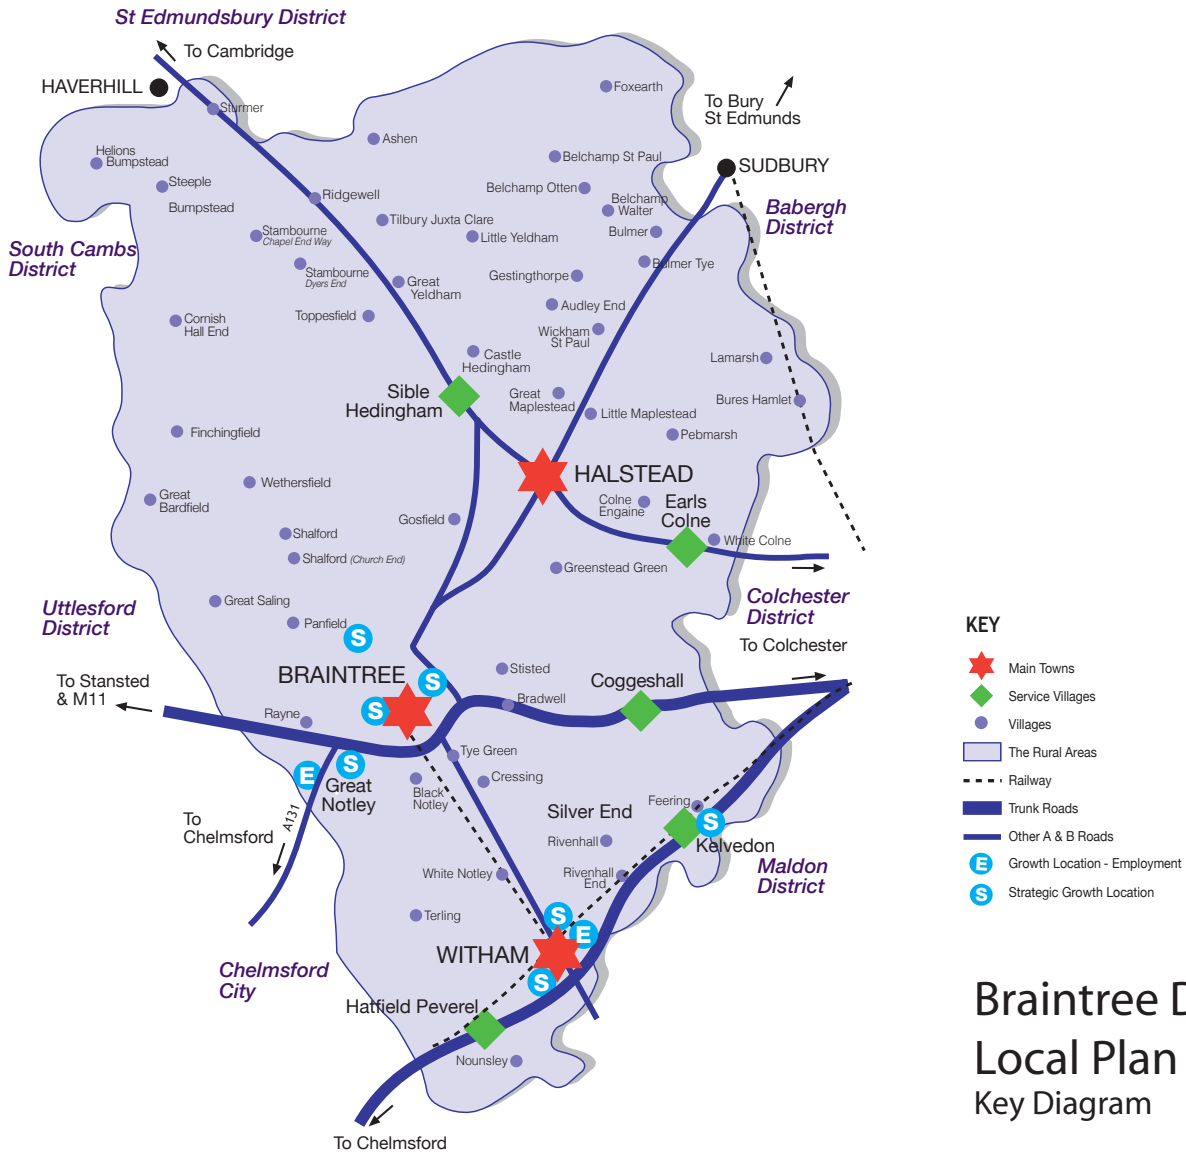 St Edmundsbury District
To Cambridge
HAVERHILL
Sturmer
Foxearth
To Bury
St Edmunds
Ashen
Helions
Bumpstead
Belchamp St Paul
SUDBURY
Steeple
Bumpstead
Ridgewell
Belchamp Otten
Belchamp
Walter
Babergh
District
Tilbury Juxta Clare
Little Yeldham
Bulmer
Stambourne
Chapel End Way
South Cambs
District
Stambourne
Dyers End
Great
Yeldham
Gestingthorpe
Bulmer Tye
Audley End
Toppesfield
Cornish
Hall End
Wickham
St Paul
Castle
Hedingham
Lamarsh
Sible
Hedingham
Great
Maplestead
Little Maplestead
Bures Hamlet
Pebmarsh
Finchingfield
HALSTEAD
Wethersfield
Great
Bardfield
Colne
Engaine
Earls
Colne
Gosfield
Shalford
White Colne
Shalford (Church End)
Greenstead Green
Great Saling
Uttlesford
District
Colchester
District
Panfield
S
To Colchester
BRAINTREE
Stisted
S
Coggeshall
To Stansted
& M11
Bradwell
S
Rayne
Tye Green
S
E
Great
Notley
Black
Notley
Cressing
A131
To
Chelmsford
Silver End
Feering
S
Kelvedon
Rivenhall
Maldon
District
White Notley
Rivenhall
End
Terling
S
E
WITHAM
S
Chelmsford
City
Hatfield Peverel
Nounsley
To Chelmsford
KEY
Main Towns
Service Villages
Villages
The Rural Areas
Railway
Trunk Roads
Other A & B Roads
E Growth Location - Employment
S Strategic Growth Location
Braintree
Local Plan
Key Diagram